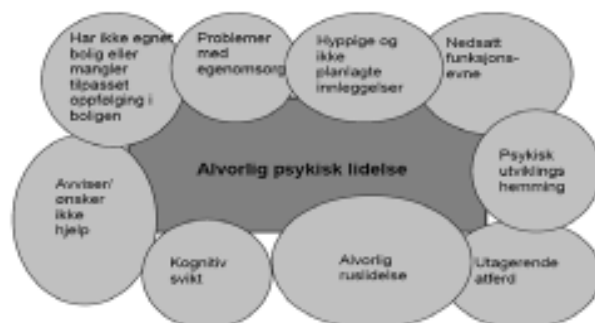 Har ikke egnet
bolig eller
mangler
tilpasset
oppfølging i
boligen
Problemer
med
egenomsorg
Hyppige og
ikke
planlagte
innleggelser
Nedsatt
funksjons-
evne
Alvorlig psykisk lidelse
Psykisk
utviklings
hemming
Avviser/
ønsker
ikke
hjelp
Kognitiv
svikt
Alvorlig
ruslidelse
Utagerende
atferd